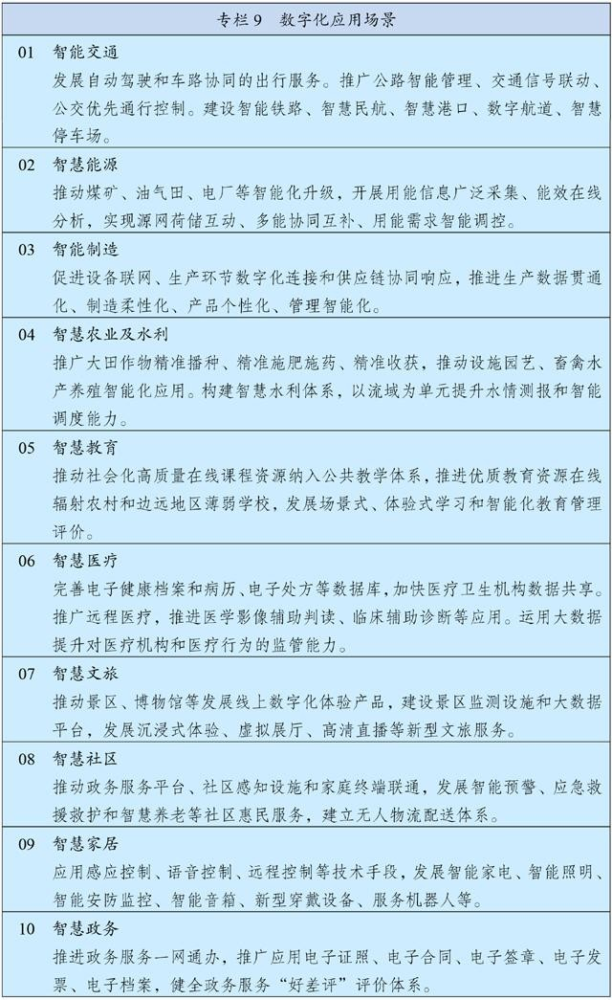 专栏9 数字化应用场景
01 智能交通
发展自动驾驶和车路协同的出行服务。推广公路智能管理、交通信号联动、
公交优先通行控制。建设智能铁路、智慧民航、智慧港口、数字航道、智慧
停车场。
02 智慧能源
推动煤矿、油气田、电厂等智能化升级，开展用能信息广泛采集、能效在线
分析，实现源网荷储互动、多能协同互补、用能需求智能调控。
03 智能制造
促进设备联网、生产环节数字化连接和供应链协同响应，推进生产数据贯通
化、制造柔性化、产品个性化、管理智能化。
04 智慧农业及水利
推广大田作物精准播种、精准施肥施药、精准收获，推动设施园艺、畜禽水
产养殖智能化应用。构建智慧水利体系，以流域为单元提升水情测报和智能
调度能力。
05 智慧教育
推动社会化高质量在线课程资源纳入公共教学体系，推进优质教育资源在线
辐射农村和边远地区薄弱学校，发展场景式、体验式学习和智能化教育管理
评价。
06 智慧医疗
完善电子健康档案和病历、电子处方等数据库，加快医疗卫生机构数据共享。
推广远程医疗，推进医学影像辅助判读、临床辅助诊断等应用。运用大数据
提升对医疗机构和医疗行为的监管能力。
07 智慧文旅
推动景区、博物馆等发展线上数字化体验产品，建设景区监测设施和大数据
平台，发展沉浸式体验、虚拟展厅、高清直播等新型文旅服务。
08 智慧社区
推动政务服务平台、社区感知设施和家庭终端联通，发展智能预警、应急救
援救护和智慧养老等社区惠民服务，建立无人物流配送体系。
09 智慧家居
应用感应控制、语音控制、远程控制等技术手段，发展智能家电、智能照明、
智能安防监控、智能音箱、新型穿戴设备、服务机器人等。
10 智慧政务
推进政务服务一网通办，推广应用电子证照、电子合同、电子签章、电子发
票、电子档案，健全政务服务“好差评”评价体系。